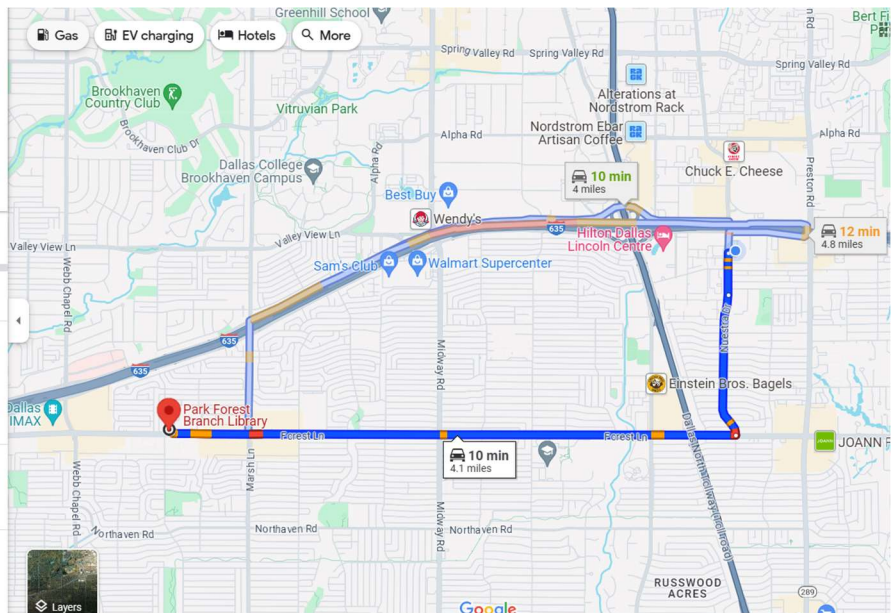 Greenhill School
Gas
EV charging
Hotels
More
Spring Valley Rd
Spring Valley Rd
Spring Valley Rd
Bert Fi
Brookhaven
Country Club
Vitruvian Park
Alterations at
Nordstrom Rack
Brookhaven Club Dr
Alpha Rd
Nordstrom Ebar
Artisan Coffee
Alpha Rd
Preston Rd
Alpha Rd
Dallas College
Brookhaven Campus
Chuck E. Cheese
10 min
4 miles
Best Buy
Wendy's
635
Hilton Dallas
Lincoln Centre
12 min
4.8 miles
Valley View Ln
Valley View Ln
Webb Chapel Rd
Sam's Club
Walmart Supercenter
635
635
Midway Rd
Einstein Bros. Bagels
Dallas
IMAX
Park Forest
Branch Library
Forest Ln
Forest Ln
JOANN F
10 min
4.1 miles
Marsh Ln
Webb Chapel Rd
Midway Rd
Northaven Rd
Northaven Rd
Northaven Rd
RUSSWOOD
ACRES
289
Layers
Google